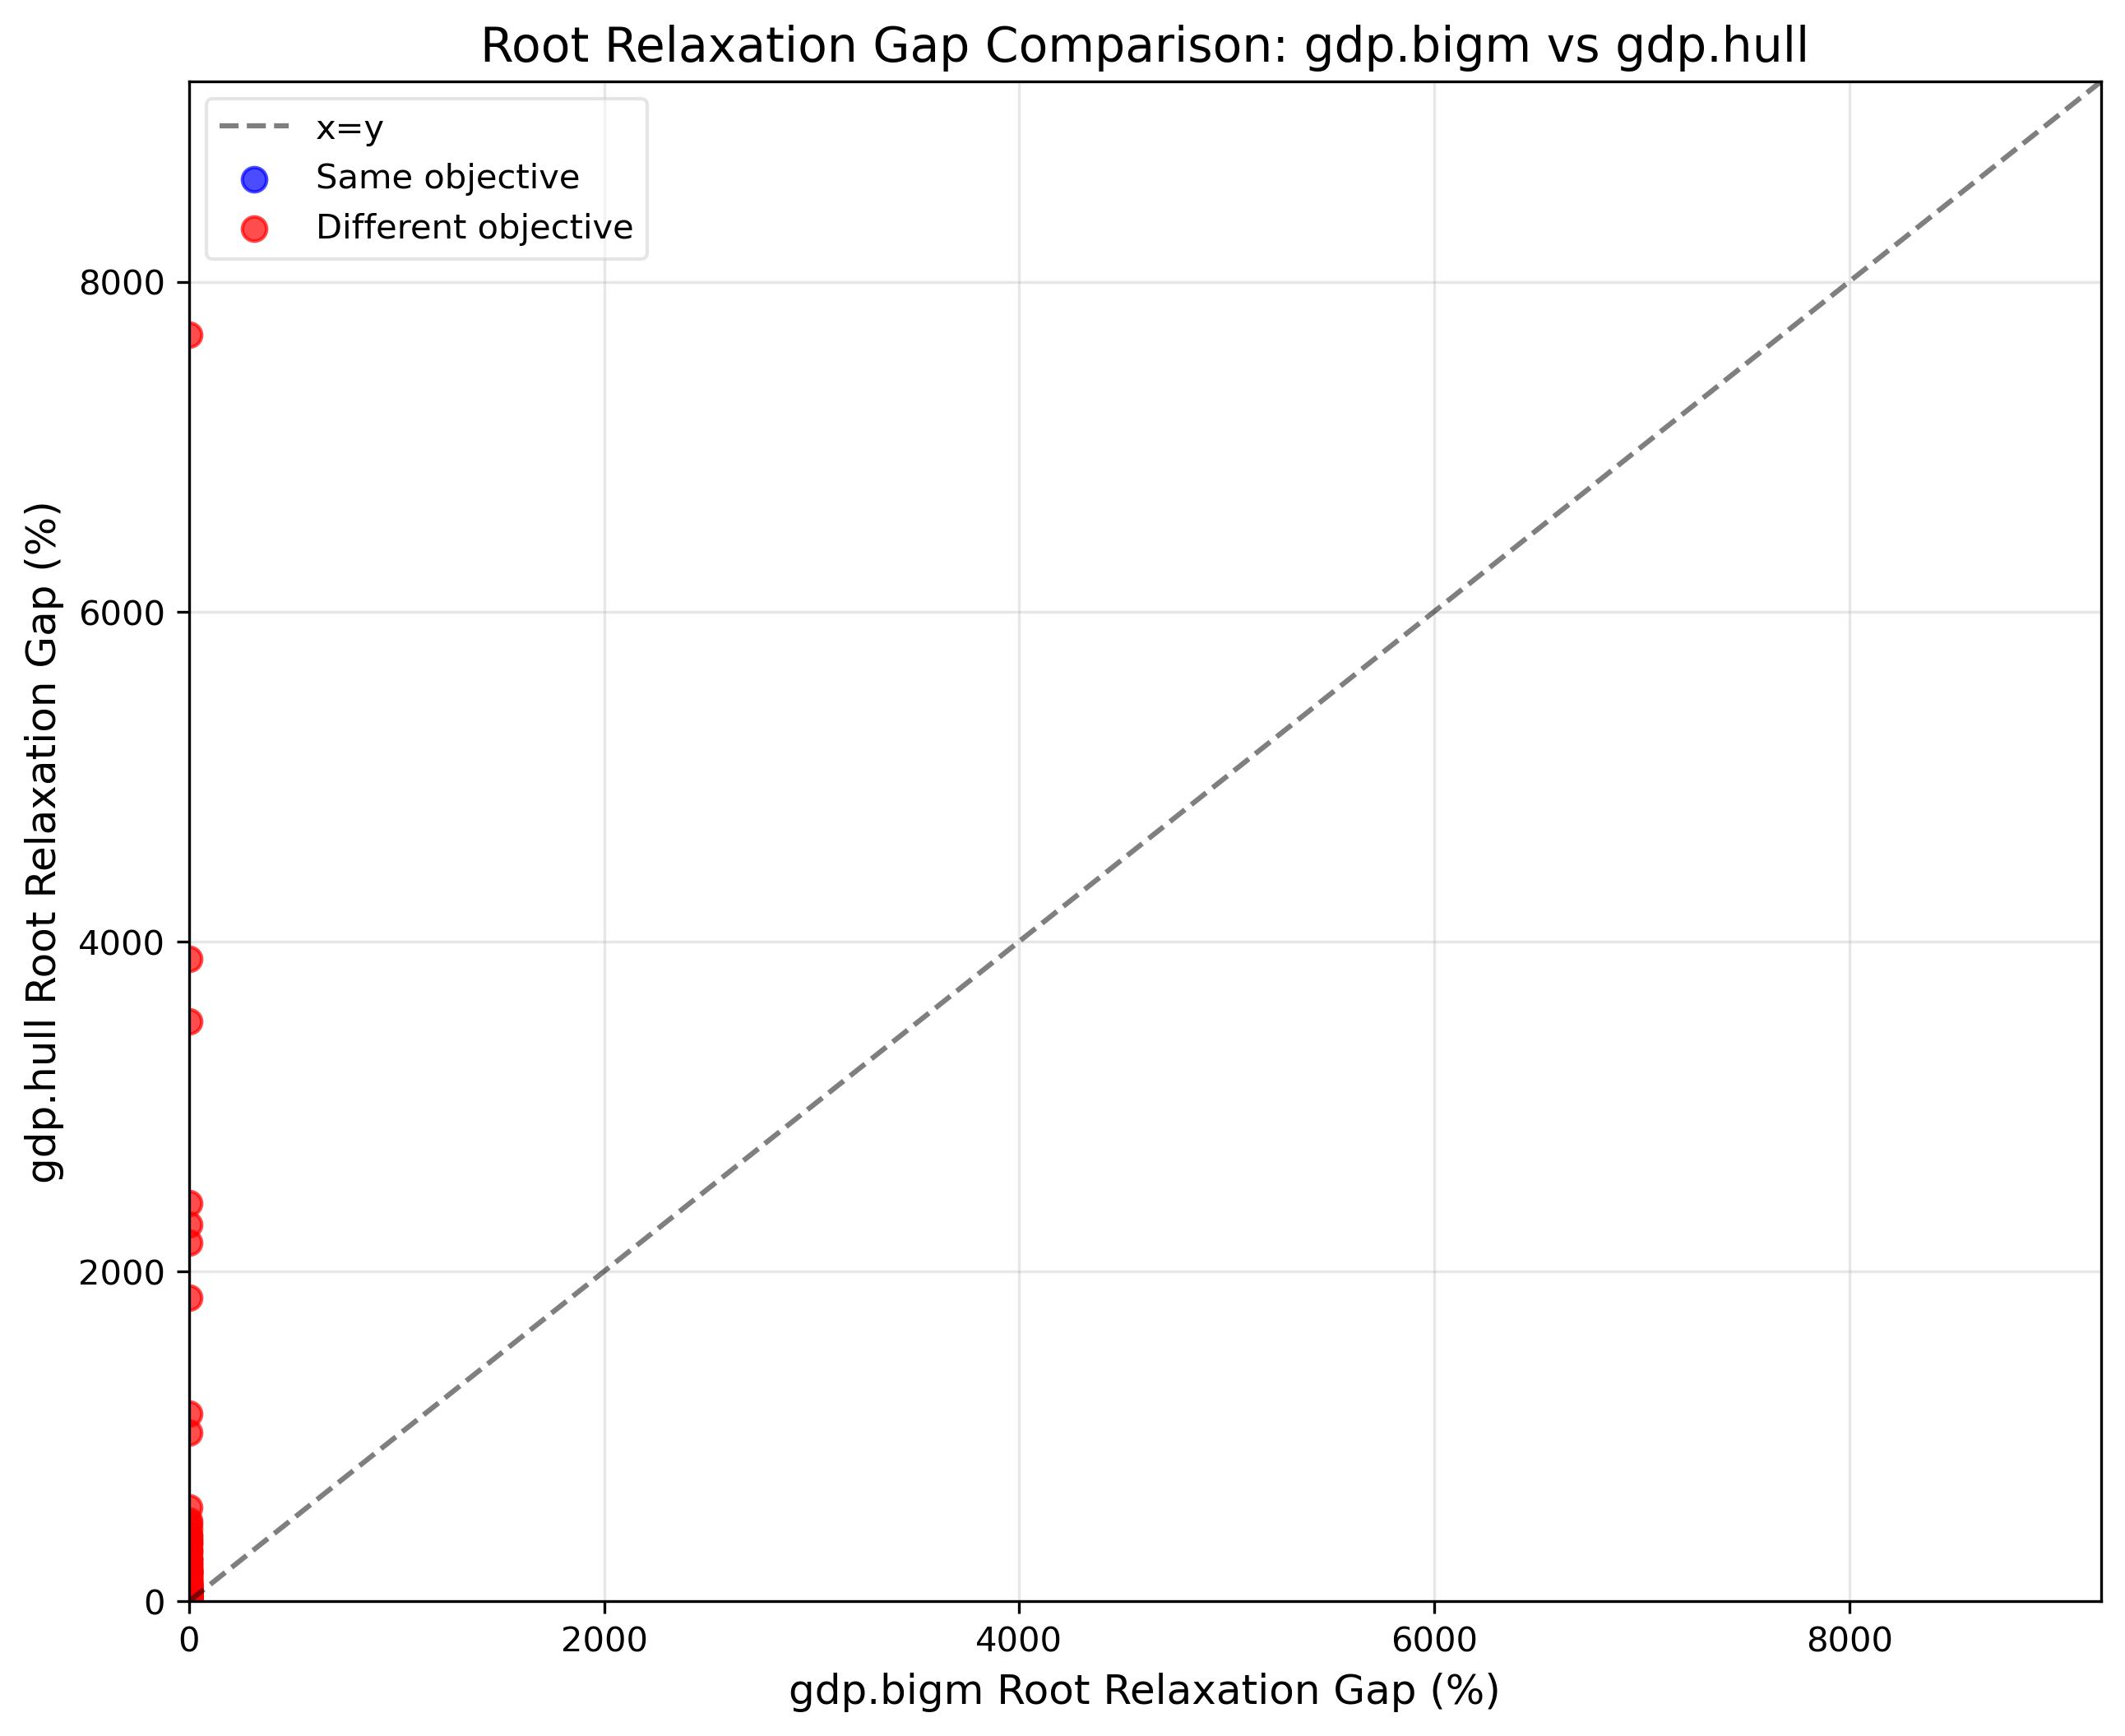 Root Relaxation Gap Comparison: gdp.bigm vs gdp.hull
x=y
Same objective
Different objective
gdp.hull Root Relaxation Gap (%)
8000
6000
4000
2000
0
0 2000 4000 6000 8000
gdp.bigm Root Relaxation Gap (%)